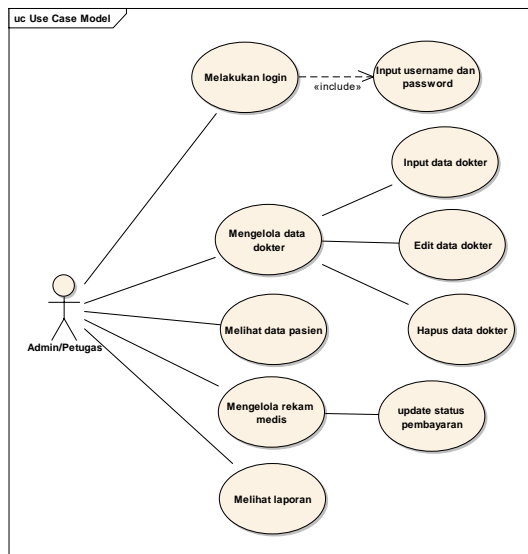 uc Use Case Model
Melakukan login
«include»
Input username dan
password
Input data dokter
Mengelola data
dokter
Edit data dokter
Hapus data dokter
Admin/Petugas
Melihat data pasien
Mengelola rekam
medis
update status
pembayaran
Melihat laporan